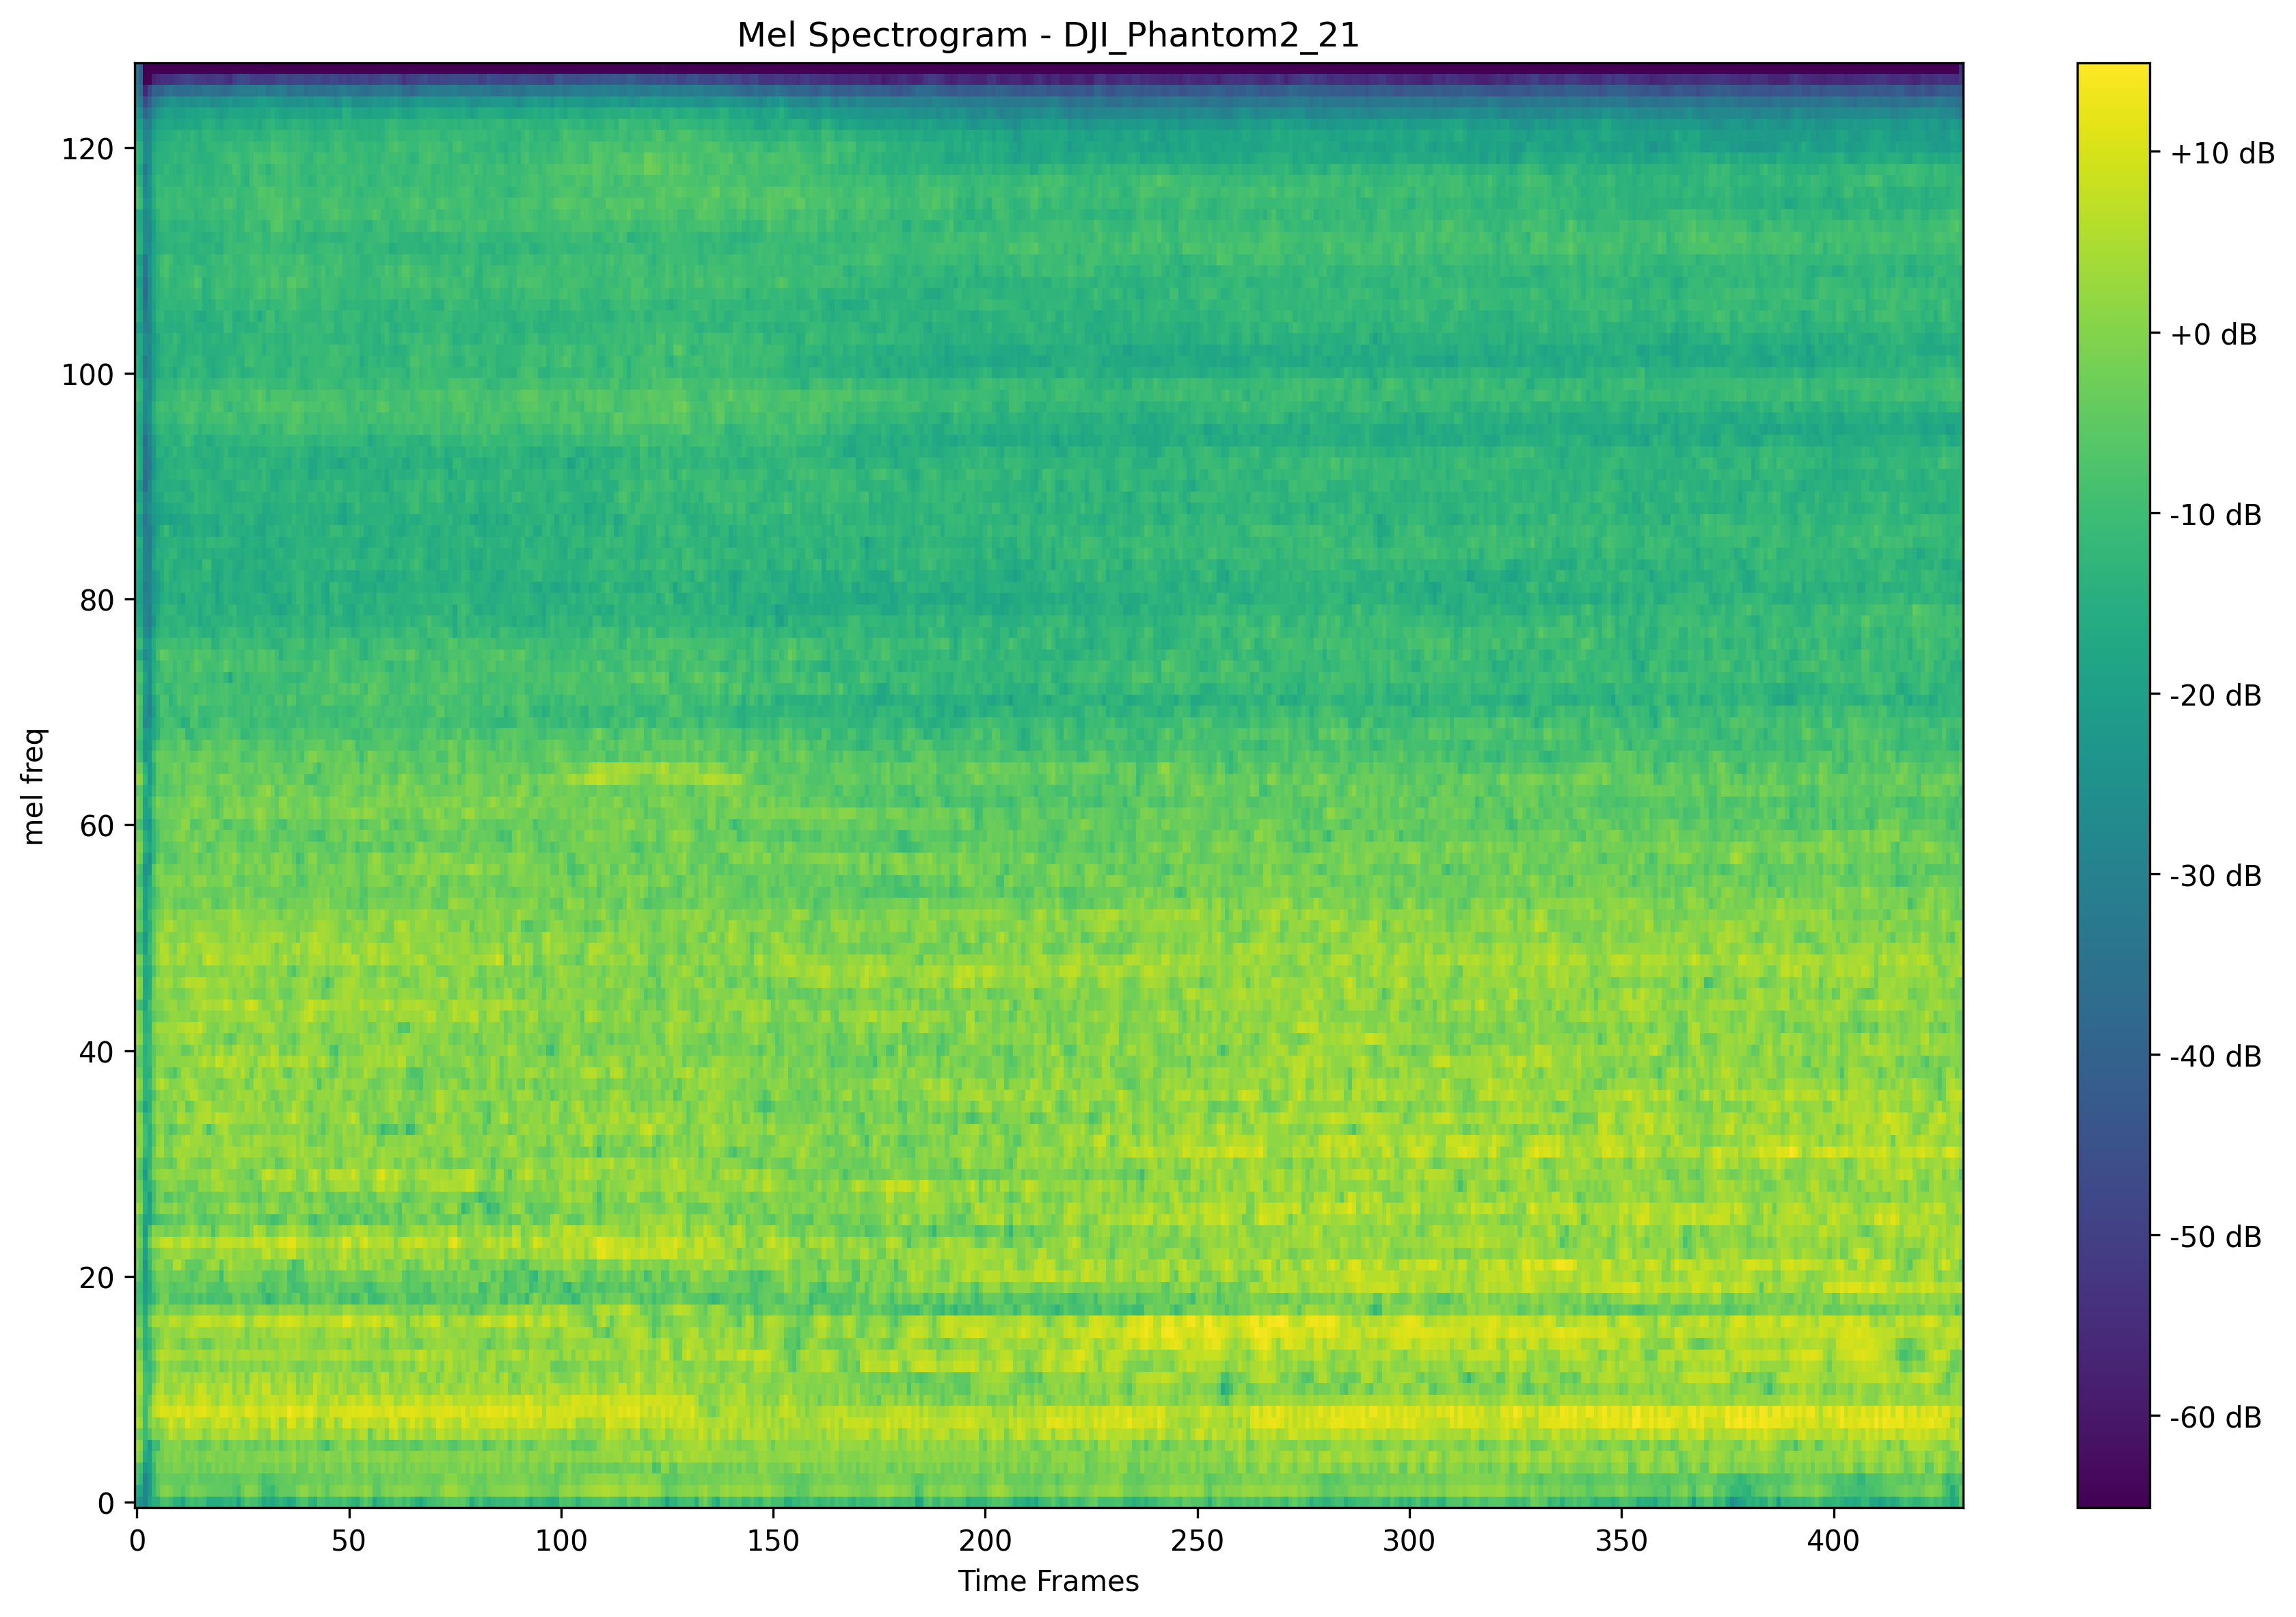 Mel Spectrogram - DJI_Phantom2_21
120
100
80
60
40
20
0
mel freq
0 50 100 150 200 250 300 350 400
Time Frames
+10 dB
+0 dB
-10 dB
-20 dB
-30 dB
-40 dB
-50 dB
-60 dB